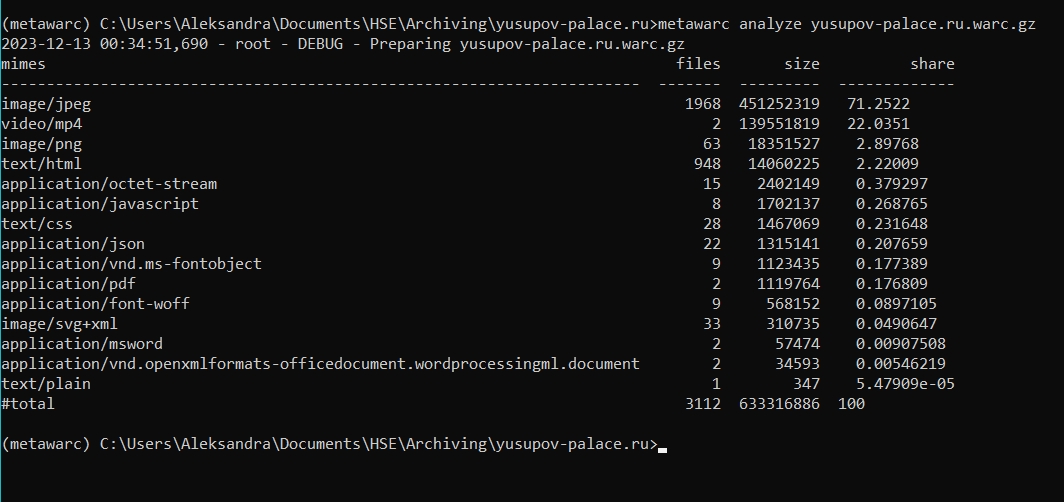 (metawarc) C:\Users\Aleksandra\Documents\HSE\Archiving\yusupov-palace.ru>metawarc analyze yusupov-palace.ru.warc.gz
2023-12-13 00:34:51,690 - root - DEBUG - Preparing yusupov-palace.ru.warc.gz
mimes                                                                      files       size          share
-----------------------------------------------------------------------  -------  ---------  -------------
image/jpeg                                                                  1968  451252319   71.2522
video/mp4                                                                      2  139551819   22.0351
image/png                                                                     63   18351527    2.89768
text/html                                                                    948   14060225    2.22009
application/octet-stream                                                      15    2402149    0.379297
application/javascript                                                         8    1702137    0.268765
text/css                                                                      28    1467069    0.231648
application/json                                                              22    1315141    0.207659
application/vnd.ms-fontobject                                                  9    1123435    0.177389
application/pdf                                                                2    1119764    0.176809
application/font-woff                                                          9     568152    0.0897105
image/svg+xml                                                                 33     310735    0.0490647
application/msword                                                             2      57474    0.00907508
application/vnd.openxmlformats-officedocument.wordprocessingml.document        2      34593    0.00546219
text/plain                                                                     1        347    5.47909e-05
#total                                                                      3112  633316886  100
(metawarc) C:\Users\Aleksandra\Documents\HSE\Archiving\yusupov-palace.ru>